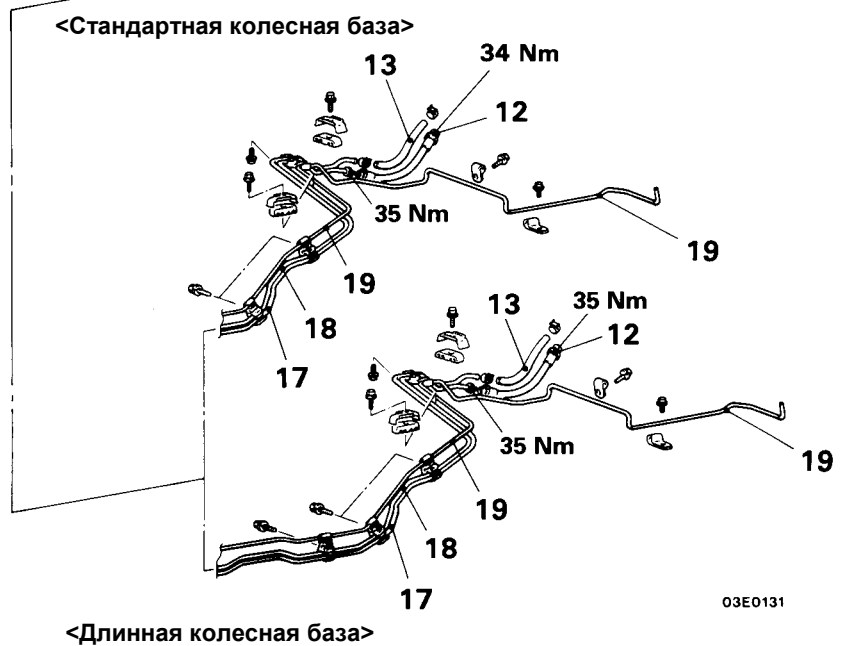 <Стандартная колесная база>
34 Nm
13
12
35 Nm
19
19
18
17
13
35 Nm
12
35 Nm
19
19
18
17
03E0131
<Длинная колесная база>